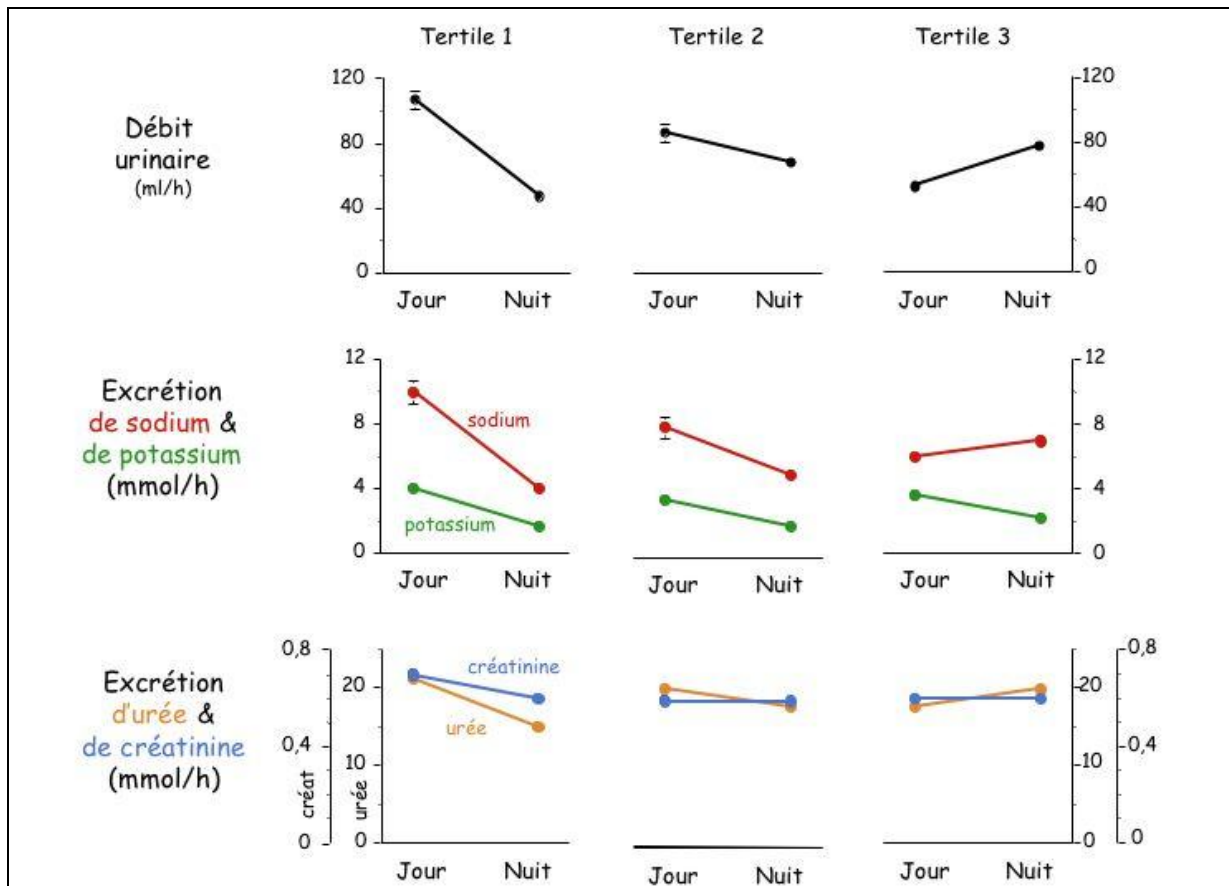 Tertile 1 Tertile 2 Tertile 3
Débit
urinaire
(ml/h)
120
80
40
0
120
80
40
0
Jour Nuit Jour Nuit Jour Nuit
Excrétion
de sodium &
de potassium
(mmol/h)
12
8
4
0
sodium
potassium
12
8
4
0
Jour Nuit Jour Nuit Jour Nuit
Excrétion
d'urée &
de créatinine
(mmol/h)
0,8
0,4
0
créat
20
10
0
urée
créatinine
urée
20
10
0
0,8
0,4
0
Jour Nuit Jour Nuit Jour Nuit